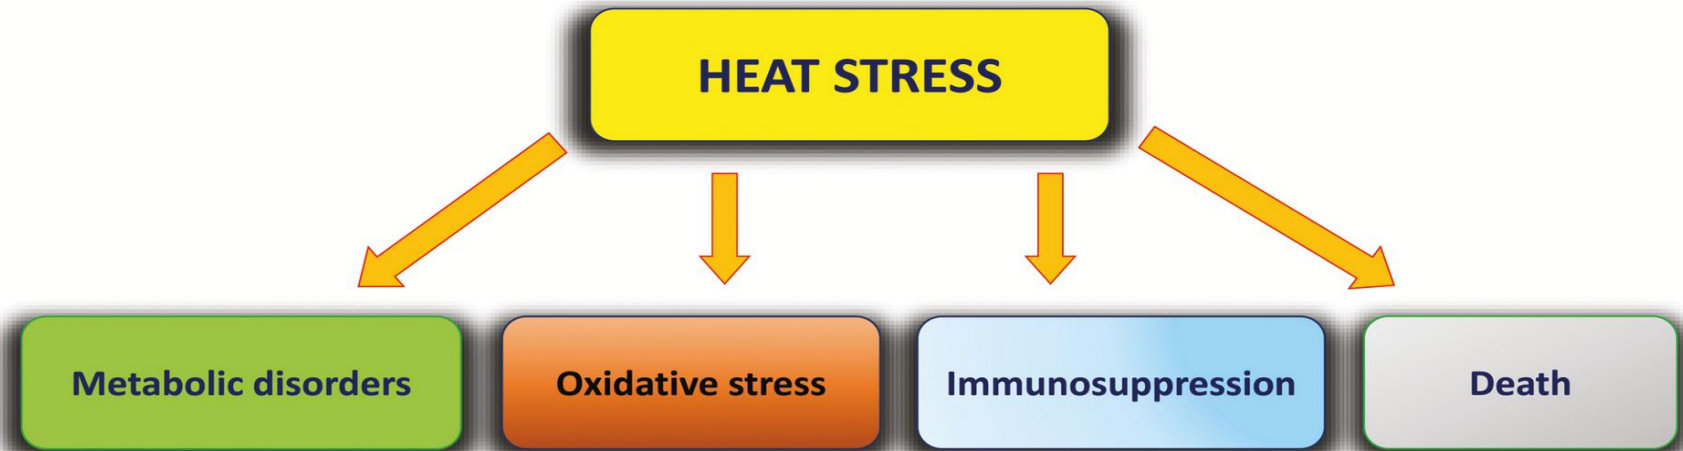 HEAT STRESS
Metabolic disorders
Oxidative stress
Immunosuppression
Death